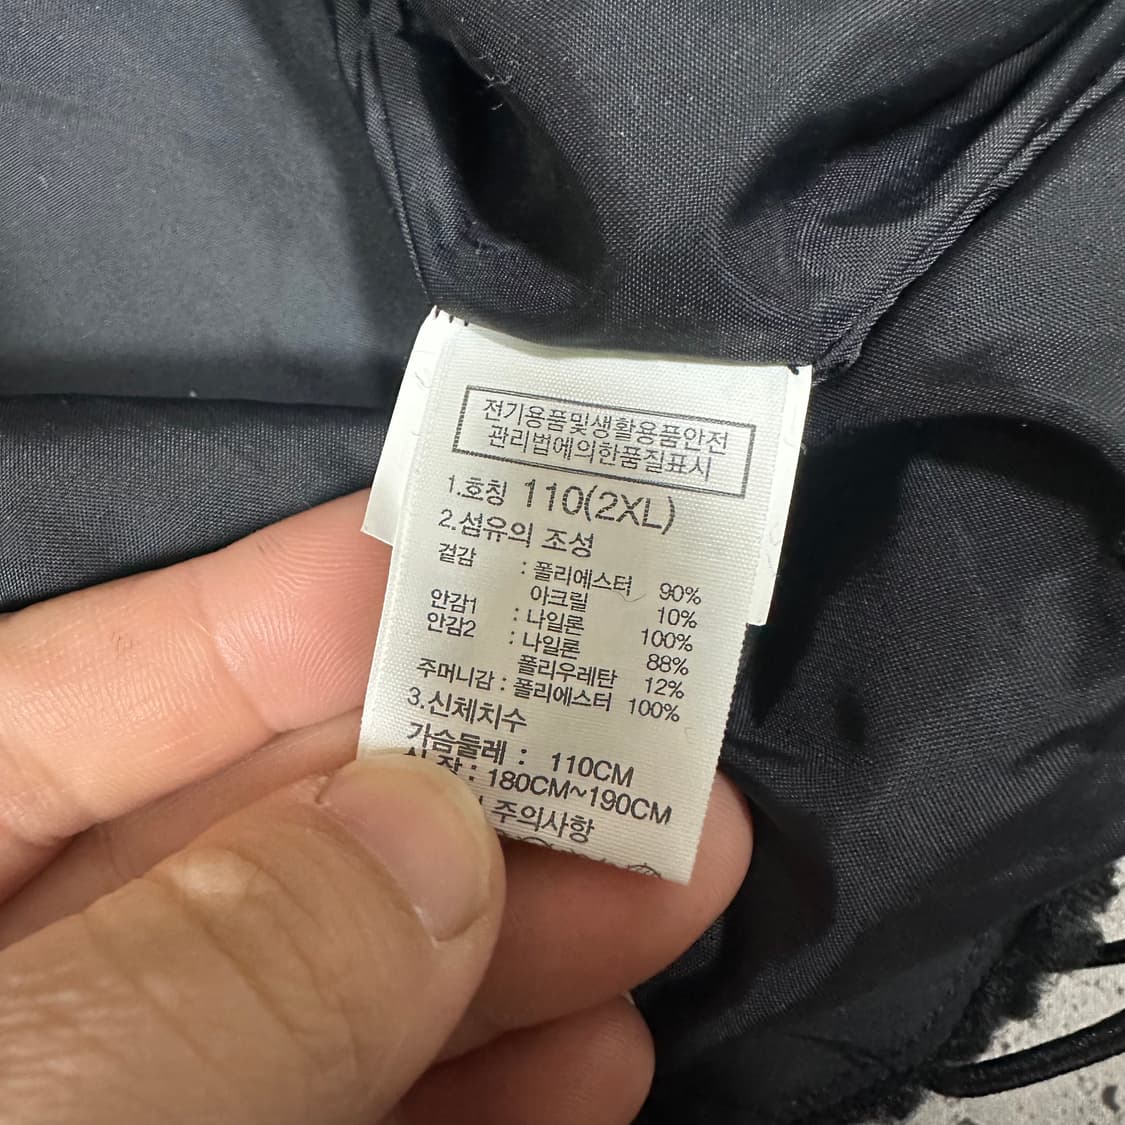 전기용품및생활용품안전
관리법에의한품질표시
1.호칭 110(2XL)
2.섬유의 조성
겉감 : 폴리에스터 90%
아크릴 10%
안감1 : 나일론 100%
안감2 : 나일론 88%
폴리우레탄 12%
주머니감 : 폴리에스터 100%
3.신체치수
가슴둘레 : 110CM
: 180CM~190CM
주의사항